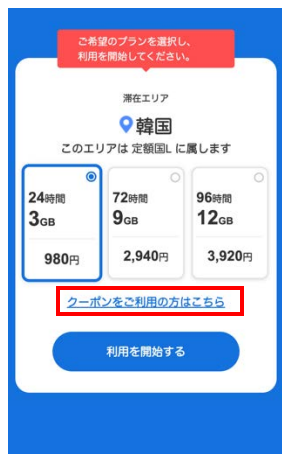 ご希望のプランを選択し、
利用を開始してください。
滞在エリア
韓国
このエリアは 定額国L に属します
24時間
3GB
980円
72時間
9GB
2,940円
96時間
12GB
3,920円
クーポンをご利用の方はこちら
利用を開始する